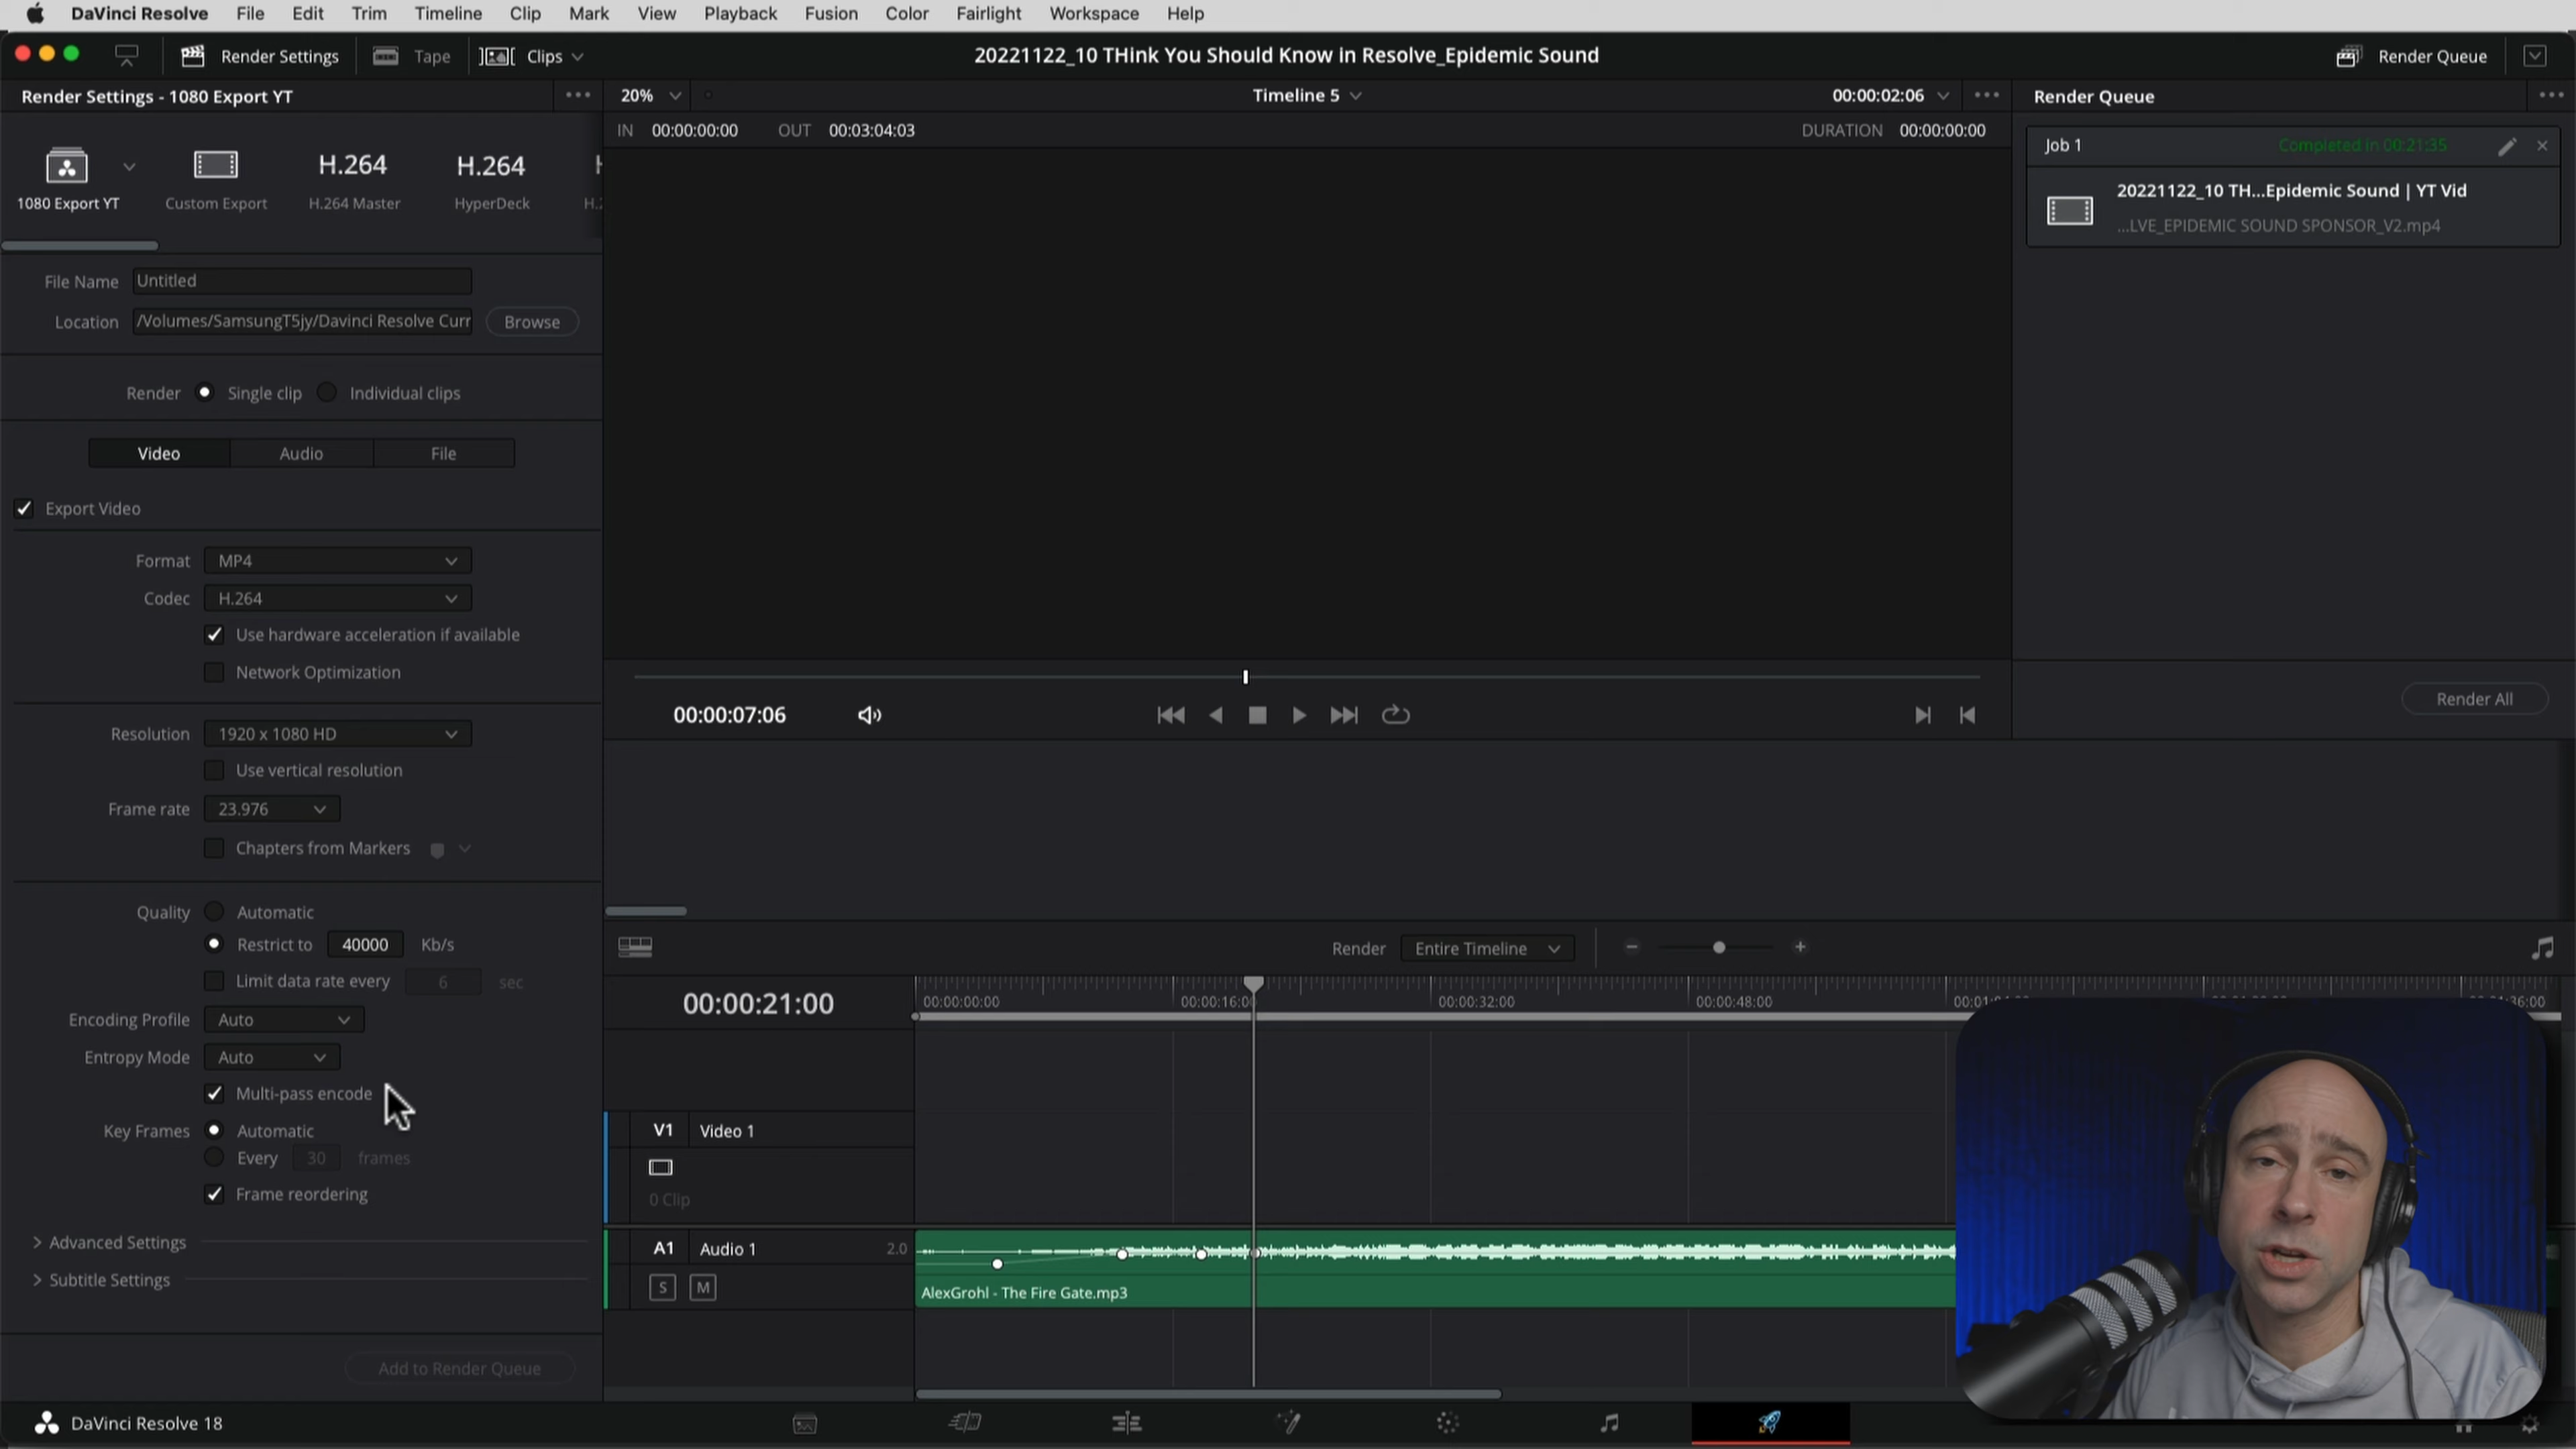 DaVinci Resolve File Edit Trim Timeline Clip Mark View Playback Fusion Color Fairlight Workspace Help
Render Settings Tape Clips 20221122_10 THink You Should Know in Resolve_Epidemic Sound Render Queue
Render Settings - 1080 Export YT 20% Timeline 5 00:00:02:06 Render Queue
IN 00:00:00:00 OUT 00:03:04:03 DURATION 00:00:00:00
Job 1 Completed in 00:21:35
20221122_10 TH...Epidemic Sound | YT Vid
...LVE_EPIDEMIC SOUND SPONSOR_V2.mp4
H.264 H.264
1080 Export YT Custom Export H.264 Master HyperDeck
File Name Untitled
Location /Volumes/SamsungT5jy/Davinci Resolve Curr Browse
Render Single clip Individual clips
Video Audio File
Export Video
Format MP4
Codec H.264
Use hardware acceleration if available
Network Optimization
Resolution 1920 x 1080 HD
Use vertical resolution
Frame rate 23.976
Chapters from Markers
Quality Automatic
Restrict to 40000 Kb/s
Limit data rate every 6 sec
Encoding Profile Auto
Entropy Mode Auto
Multi-pass encode
Key Frames Automatic
Every 30 frames
Frame reordering
Advanced Settings
Subtitle Settings
Add to Render Queue
00:00:07:06
Render All
Render Entire Timeline
00:00:21:00 00:00:00:00 00:00:16:00 00:00:32:00 00:00:48:00
V1 Video 1
0 Clip
A1 Audio 1 2.0
S M
AlexGrohl - The Fire Gate.mp3
DaVinci Resolve 18